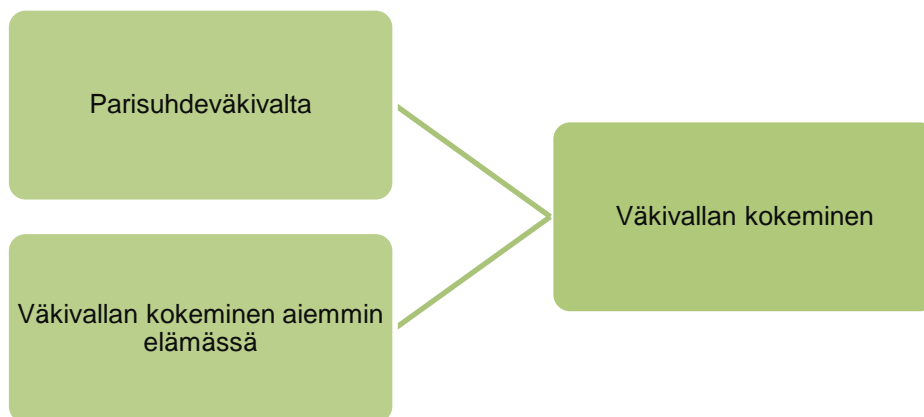 Parisuhdeväkivalta
Väkivallan kokeminen aiemmin
elämässä
Väkivallan kokeminen